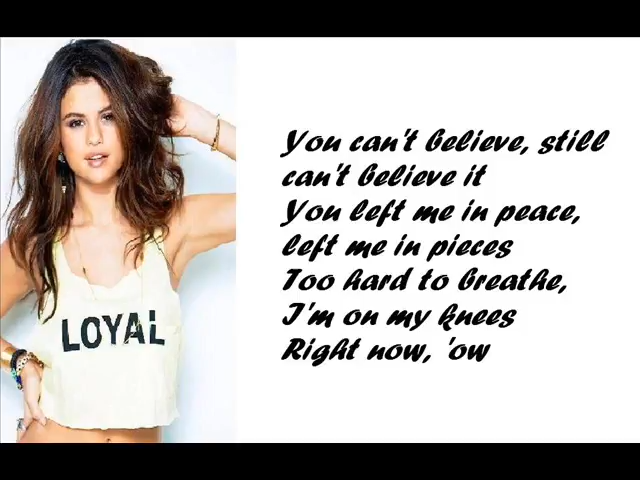 You can't believe, still
can't believe it
You left me in peace,
left me in pieces
Too hard to breathe,
I'm on my knees
Right now, 'ow
LOYAL